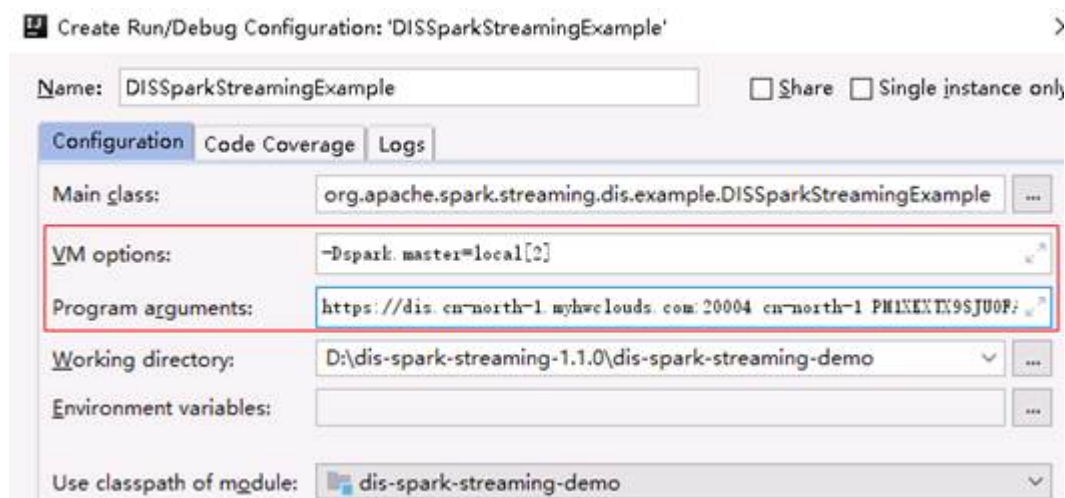 Create Run/Debug Configuration: 'DISSparkStreamingExample'
Name: DISSparkStreamingExample Share Single instance only
Configuration Code Coverage Logs
Main class: org.apache.spark.streaming.dis.example.DISSparkStreamingExample ...
VM options: -Dspark.master=local[2]
Program arguments: https://dis.cn-north-1.myhwclouds.com:20004 cn-north-1
Working directory: D:\dis-spark-streaming-1.1.0\dis-spark-streaming-demo ...
Environment variables: ...
Use classpath of module: dis-spark-streaming-demo